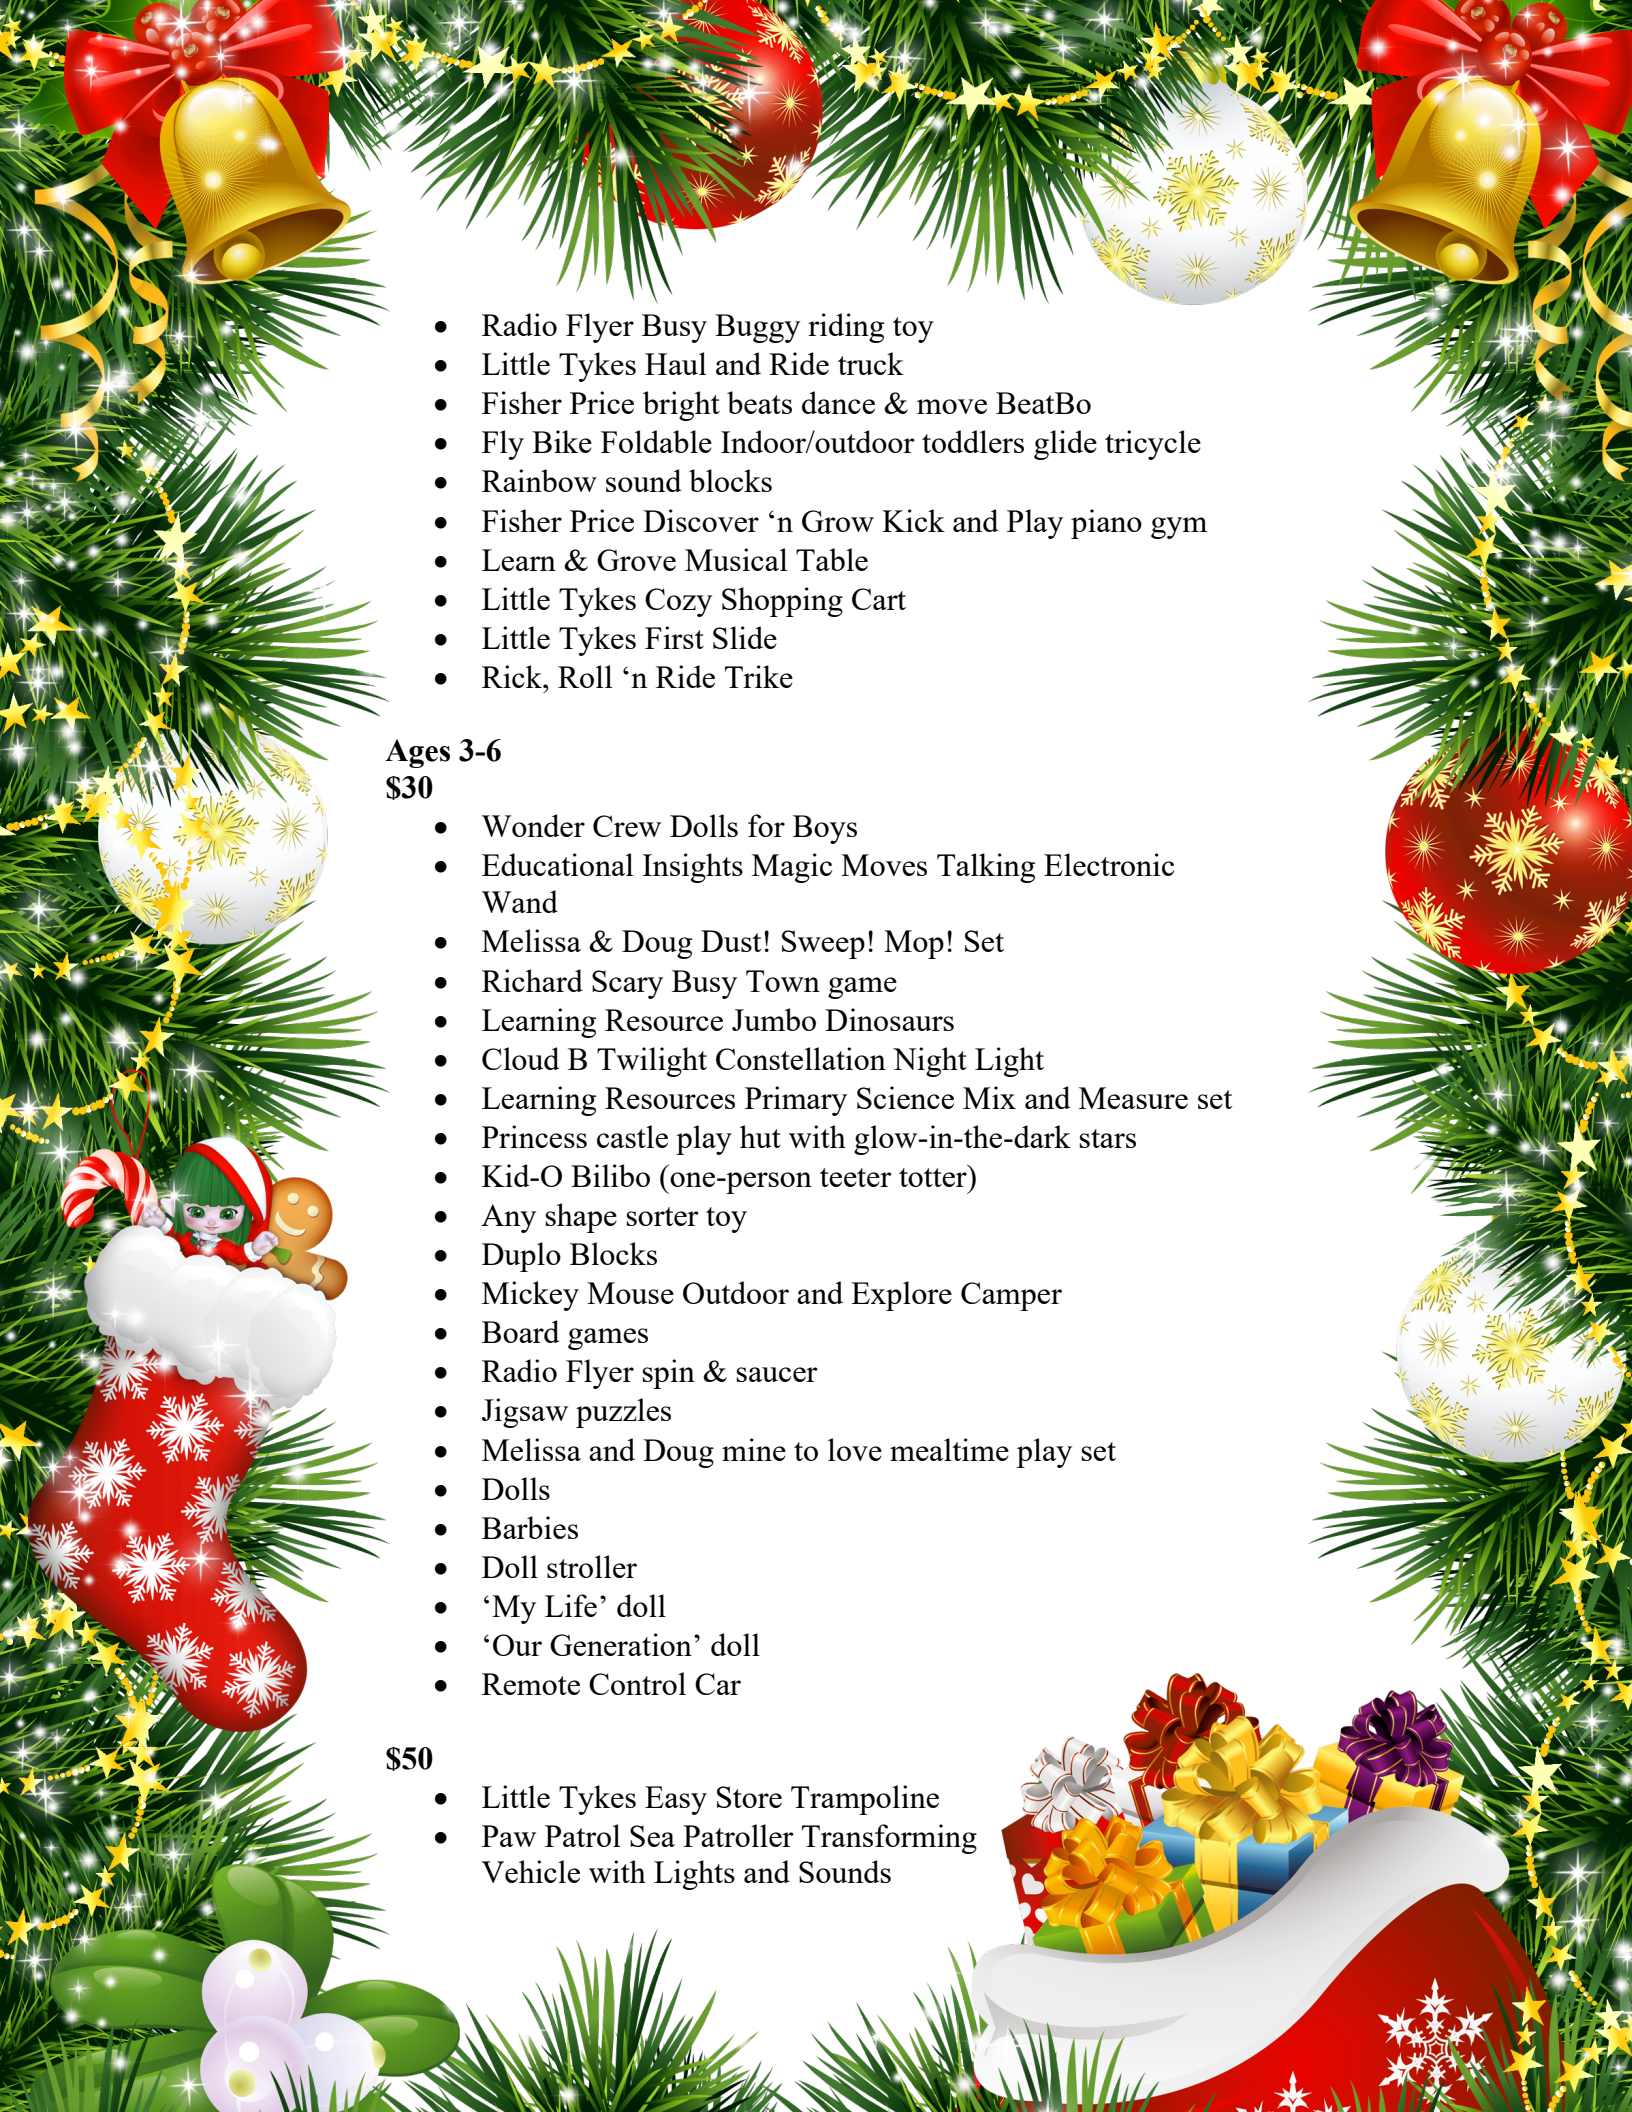 • Radio Flyer Busy Buggy riding toy
• Little Tykes Haul and Ride truck
• Fisher Price bright beats dance & move BeatBo
• Fly Bike Foldable Indoor/outdoor toddlers glide tricycle
• Rainbow sound blocks
• Fisher Price Discover ‘n Grow Kick and Play piano gym
• Learn & Grove Musical Table
• Little Tykes Cozy Shopping Cart
• Little Tykes First Slide
• Rick, Roll ‘n Ride Trike
Ages 3-6
$30
• Wonder Crew Dolls for Boys
• Educational Insights Magic Moves Talking Electronic
Wand
• Melissa & Doug Dust! Sweep! Mop! Set
• Richard Scary Busy Town game
• Learning Resource Jumbo Dinosaurs
• Cloud B Twilight Constellation Night Light
• Learning Resources Primary Science Mix and Measure set
• Princess castle play hut with glow-in-the-dark stars
• Kid-O Bilibo (one-person teeter totter)
• Any shape sorter toy
• Duplo Blocks
• Mickey Mouse Outdoor and Explore Camper
• Board games
• Radio Flyer spin & saucer
• Jigsaw puzzles
• Melissa and Doug mine to love mealtime play set
• Dolls
• Barbies
• Doll stroller
• ‘My Life’ doll
• ‘Our Generation’ doll
• Remote Control Car
$50
• Little Tykes Easy Store Trampoline
• Paw Patrol Sea Patroller Transforming
Vehicle with Lights and Sounds